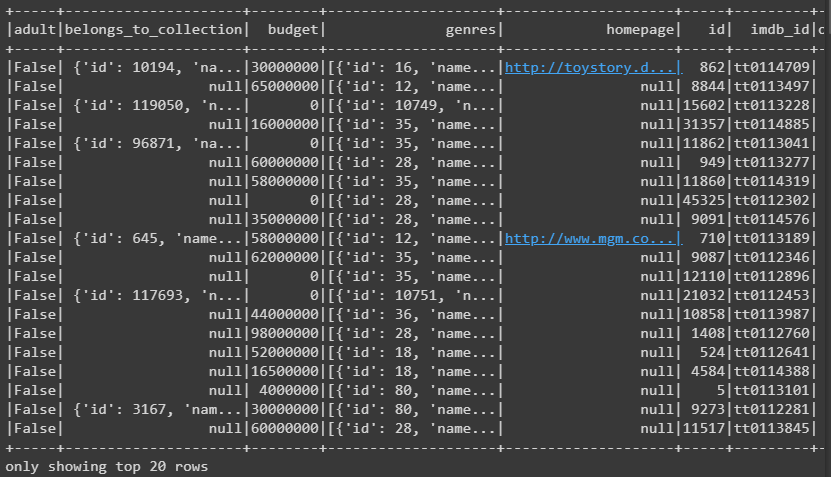 +-----+---------------------+--------+--------------------+--------------------+-----+---------+-
|adult|belongs_to_collection|  budget|              genres|            homepage|   id|  imdb_id|o
+-----+---------------------+--------+--------------------+--------------------+-----+---------+-
|False| {'id': 10194, 'na...|30000000|[{'id': 16, 'name...|http://toystory.d...|  862|tt0114709|
|False|                 null|65000000|[{'id': 12, 'name...|                null| 8844|tt0113497|
|False| {'id': 119050, 'n...|       0|[{'id': 10749, 'n...|                null|15602|tt0113228|
|False|                 null|16000000|[{'id': 35, 'name...|                null|31357|tt0114885|
|False| {'id': 96871, 'na...|       0|[{'id': 35, 'name...|                null|11862|tt0113041|
|False|                 null|60000000|[{'id': 28, 'name...|                null|  949|tt0113277|
|False|                 null|58000000|[{'id': 35, 'name...|                null|11860|tt0114319|
|False|                 null|       0|[{'id': 28, 'name...|                null|45325|tt0112302|
|False|                 null|35000000|[{'id': 28, 'name...|                null| 9091|tt0114576|
|False| {'id': 645, 'name...|58000000|[{'id': 12, 'name...|http://www.mgm.co...|  710|tt0113189|
|False|                 null|62000000|[{'id': 35, 'name...|                null| 9087|tt0112346|
|False|                 null|       0|[{'id': 35, 'name...|                null|12110|tt0112896|
|False| {'id': 117693, 'n...|       0|[{'id': 10751, 'n...|                null|21032|tt0112453|
|False|                 null|44000000|[{'id': 36, 'name...|                null|10858|tt0113987|
|False|                 null|98000000|[{'id': 28, 'name...|                null| 1408|tt0112760|
|False|                 null|52000000|[{'id': 18, 'name...|                null|  524|tt0112641|
|False|                 null|16500000|[{'id': 18, 'name...|                null| 4584|tt0114388|
|False|                 null| 4000000|[{'id': 80, 'name...|                null|    5|tt0113101|
|False| {'id': 3167, 'nam...|30000000|[{'id': 80, 'name...|                null| 9273|tt0112281|
|False|                 null|60000000|[{'id': 28, 'name...|                null|11517|tt0113845|
+-----+---------------------+--------+--------------------+--------------------+-----+---------+-
only showing top 20 rows